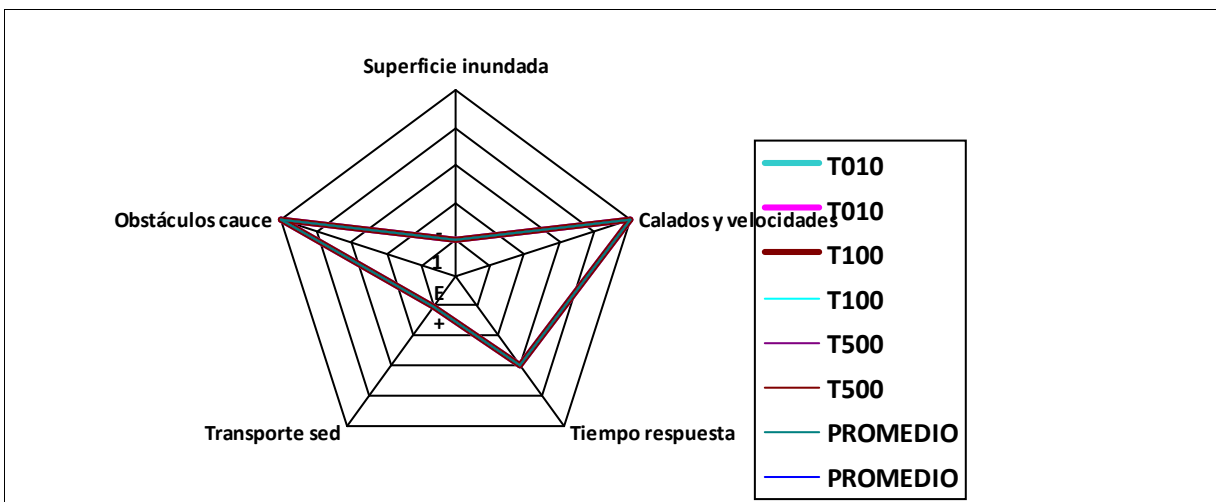 Superficie inundada
Obstáculos cauce
Calados y velocidades
-
1
E
+
Transporte sed
Tiempo respuesta
T010
T010
T100
T100
T500
T500
PROMEDIO
PROMEDIO